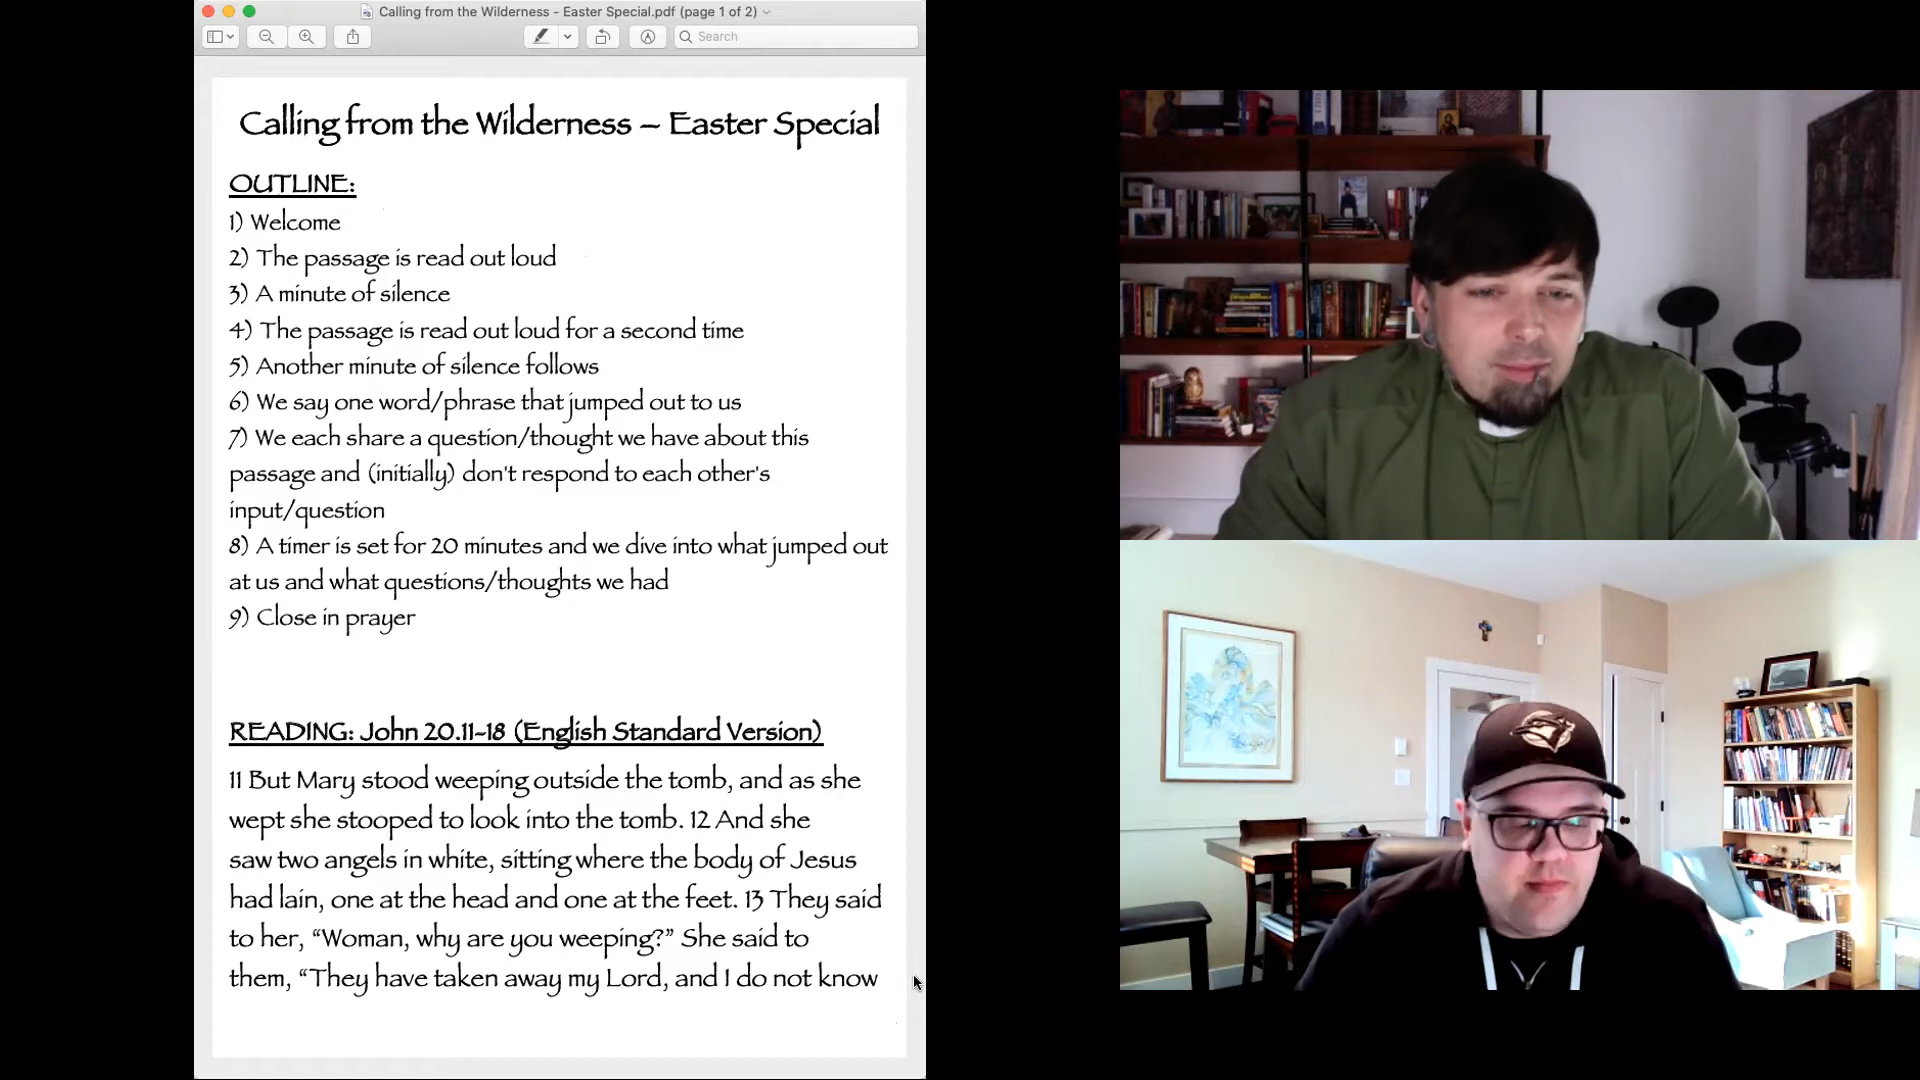 Calling from the Wilderness - Easter Special.pdf (page 1 of 2)
Search
Calling from the Wilderness – Easter Special
OUTLINE:
1) Welcome
2) The passage is read out loud
3) A minute of silence
4) The passage is read out loud for a second time
5) Another minute of silence follows
6) We say one word/phrase that jumped out to us
7) We each share a question/thought we have about this
passage and (initially) don't respond to each other's
input/question
8) A timer is set for 20 minutes and we dive into what jumped out
at us and what questions/thoughts we had
9) Close in prayer
READING: John 20.11-18 (English Standard Version)
11 But Mary stood weeping outside the tomb, and as she
wept she stooped to look into the tomb. 12 And she
saw two angels in white, sitting where the body of Jesus
had lain, one at the head and one at the feet. 13 They said
to her, “Woman, why are you weeping?” She said to
them, “They have taken away my Lord, and I do not know